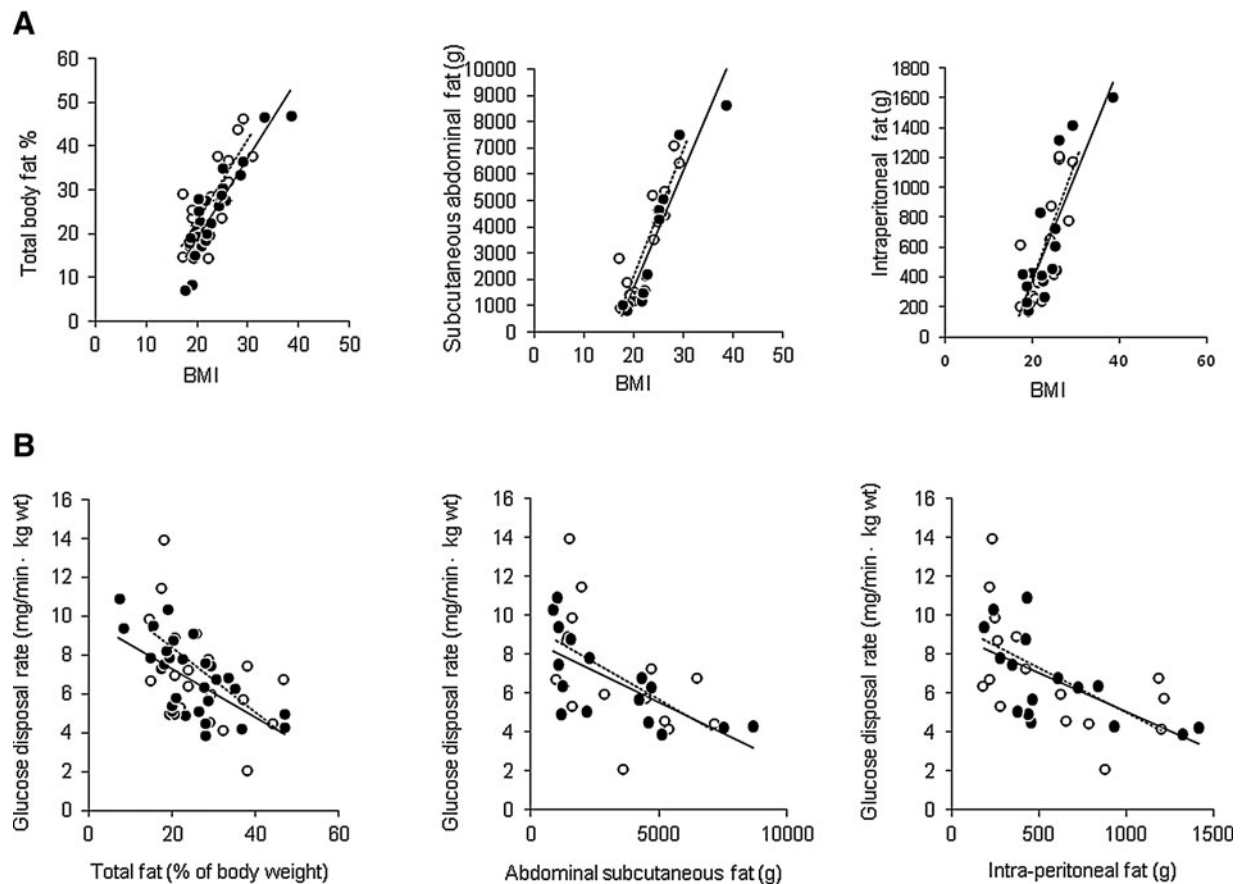 A
Total body fat %
60
50
40
30
20
10
0
0 10 20 30 40 50
BMI
Subcutaneous abdominal fat (g)
10000
9000
8000
7000
6000
5000
4000
3000
2000
1000
0
0 10 20 30 40 50
BMI
Intraperitoneal fat (g)
1800
1600
1400
1200
1000
800
600
400
200
0
0 20 40 60
BMI
B
Glucose disposal rate (mg/min · kg wt)
16
14
12
10
8
6
4
2
0
0 20 40 60
Total fat (% of body weight)
Glucose disposal rate (mg/min · kg wt)
16
14
12
10
8
6
4
2
0
0 5000 10000
Abdominal subcutaneous fat (g)
Glucose disposal rate (mg/min · kg wt)
16
14
12
10
8
6
4
2
0
0 500 1000 1500
Intra-peritoneal fat (g)